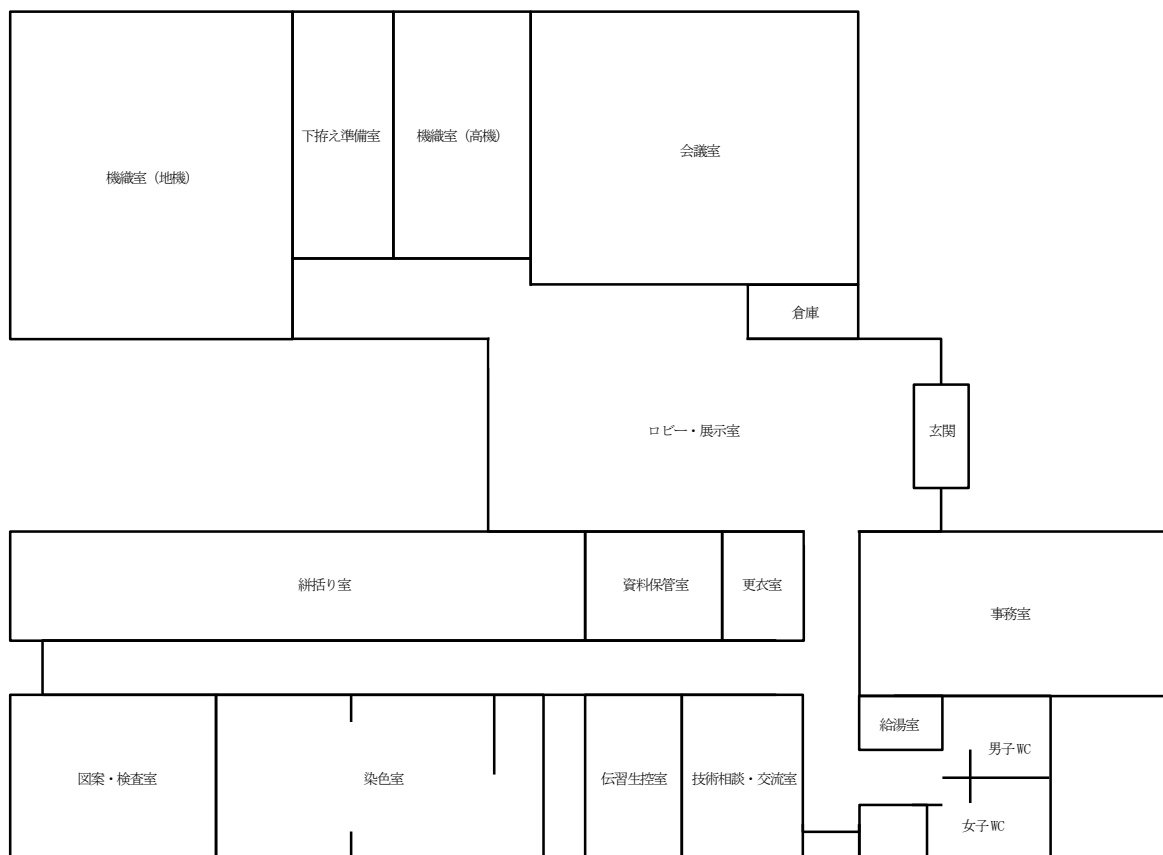 下拵え準備室
機織室（高機）
会議室
機織室（地機）
倉庫
ロビー・展示室
玄関
絣括り室
資料保管室
更衣室
事務室
給湯室
男子WC
図案・検査室
染色室
伝習生控室
技術相談・交流室
女子WC